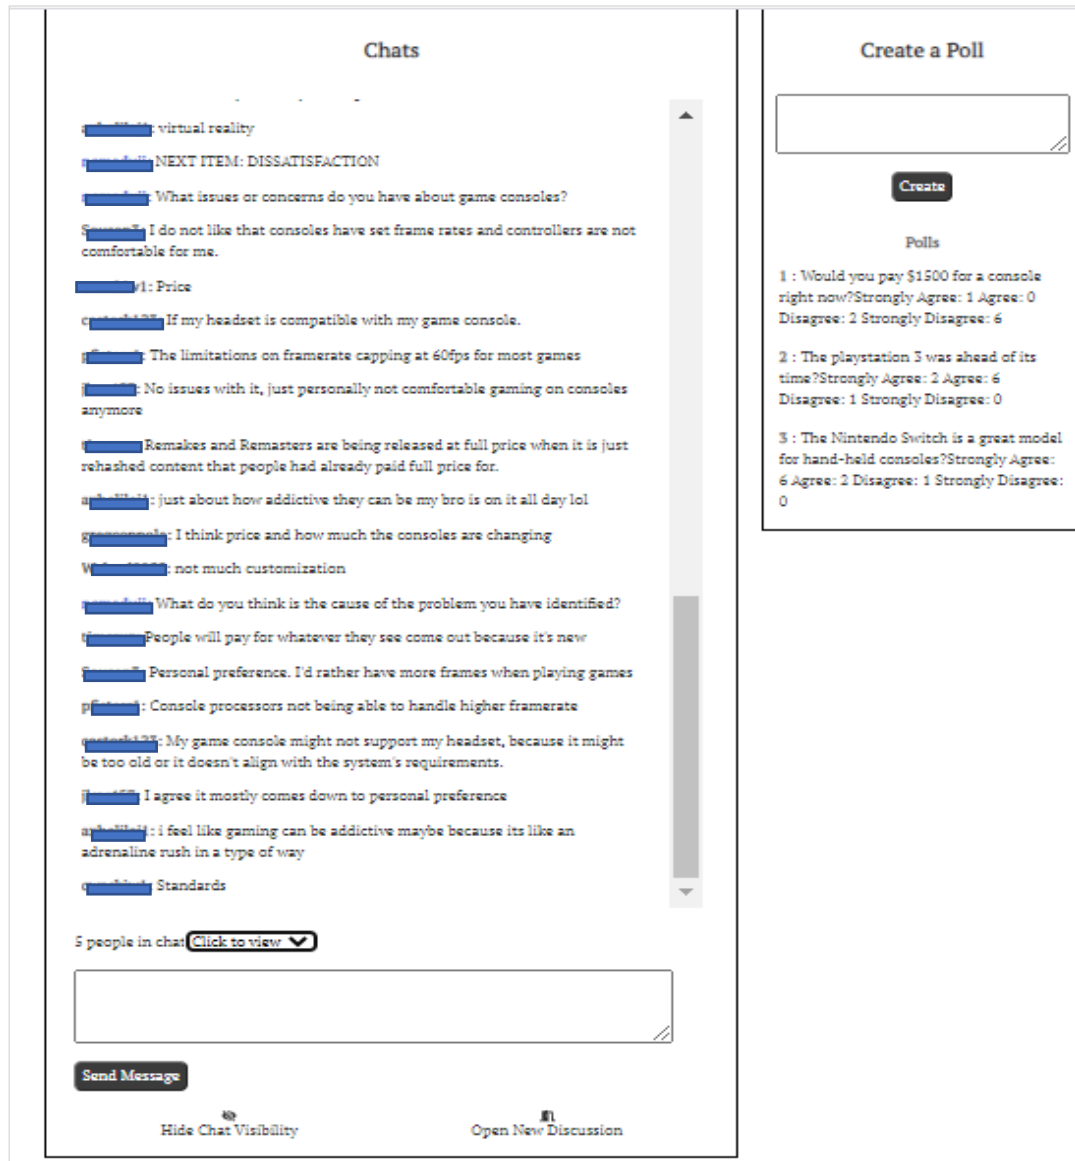 Chats
: virtual reality
NEXT ITEM: DISSATISFACTION
: What issues or concerns do you have about game consoles?
I do not like that consoles have set frame rates and controllers are not
comfortable for me.
1: Price
If my headset is compatible with my game console.
: The limitations on framerate capping at 60fps for most games
: No issues with it, just personally not comfortable gaming on consoles
anymore
Remakes and Remasters are being released at full price when it is just
rehashed content that people had already paid full price for.
: just about how addictive they can be my bro is on it all day lol
: I think price and how much the consoles are changing
: not much customization
What do you think is the cause of the problem you have identified?
People will pay for whatever they see come out because it's new
Personal preference. I'd rather have more frames when playing games
: Console processors not being able to handle higher framerate
: My game console might not support my headset, because it might
be too old or it doesn't align with the system's requirements.
I agree it mostly comes down to personal preference
: i feel like gaming can be addictive maybe because its like an
adrenaline rush in a type of way
Standards
5 people in chat Click to view
Send Message
Hide Chat Visibility
Open New Discussion
Create a Poll
Create
Polls
1 : Would you pay $1500 for a console
right now?Strongly Agree: 1 Agree: 0
Disagree: 2 Strongly Disagree: 6
2 : The playstation 3 was ahead of its
time?Strongly Agree: 2 Agree: 6
Disagree: 1 Strongly Disagree: 0
3 : The Nintendo Switch is a great model
for hand-held consoles?Strongly Agree:
6 Agree: 2 Disagree: 1 Strongly Disagree:
0